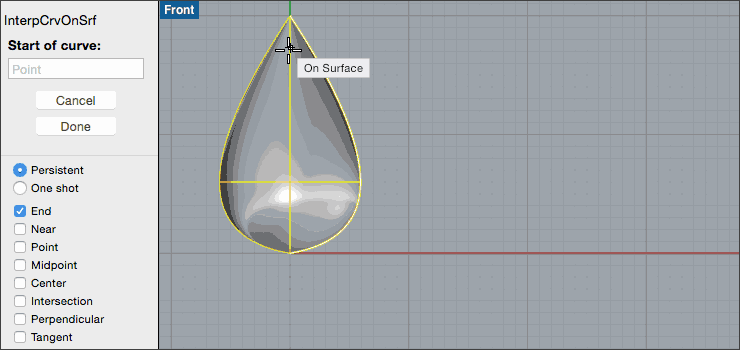 InterpCrvOnSrf
Start of curve:
Point
Cancel
Done
Persistent
One shot
End
Near
Point
Midpoint
Center
Intersection
Perpendicular
Tangent
Front
On Surface